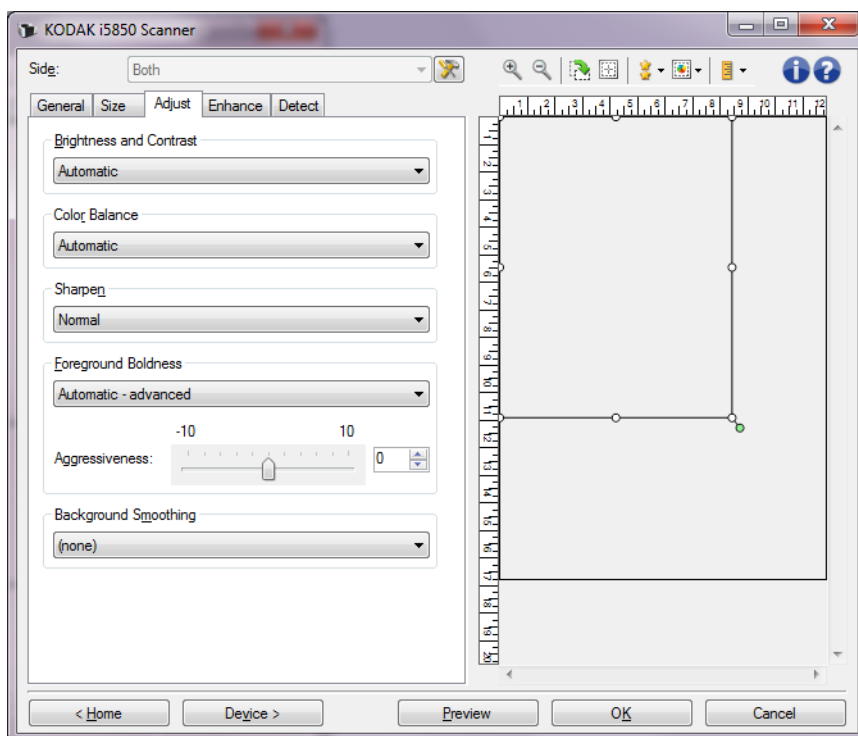 KODAK i5850 Scanner
Side: Both
General Size Adjust Enhance Detect
Brightness and Contrast
Automatic
Color Balance
Automatic
Sharpen
Normal
Foreground Boldness
Automatic - advanced
-10 10
Aggressiveness: 0
Background Smoothing
(none)
1 2 3 4 5 6 7 8 9 10 11 12
1
2
3
4
5
6
7
8
9
10
11
12
13
14
15
16
17
18
19
20
< Home Device > Preview OK Cancel